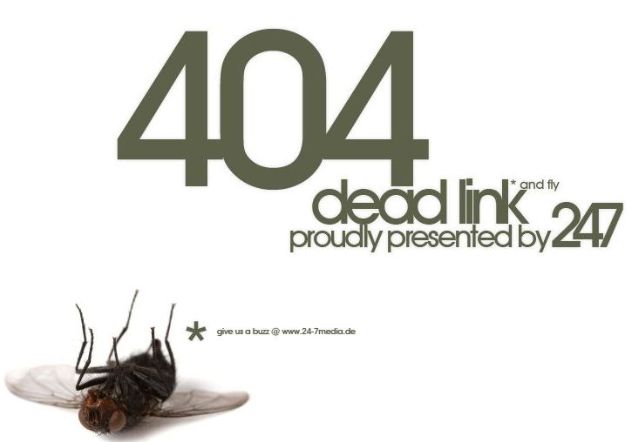 404
dead link* and fly
proudly presented by 247
* give us a buzz @ www.24-7media.de